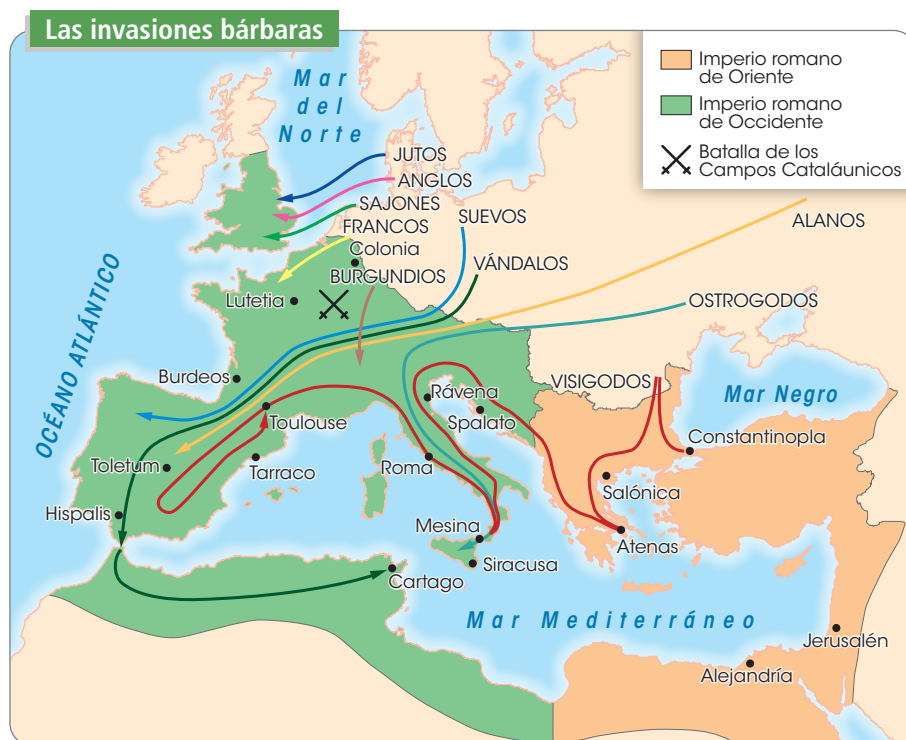 Las invasiones bárbaras
Imperio romano
de Oriente
Imperio romano
de Occidente
Batalla de los
Campos Cataláunicos
Mar
del
Norte
JUTOS
ANGLOS
SAJONES
FRANCOS
SUEVOS
ALANOS
Colonia
BURGUNDIOS
VÁNDALOS
Lutetia
OSTROGODOS
OCÉANO ATLÁNTICO
Burdeos
Rávena
VISIGODOS
Mar Negro
Spalato
Toulouse
Constantinopla
Toletum
Tarraco
Roma
Salónica
Hispalis
Mesina
Atenas
Siracusa
Cartago
Mar Mediterráneo
Jerusalén
Alejandría